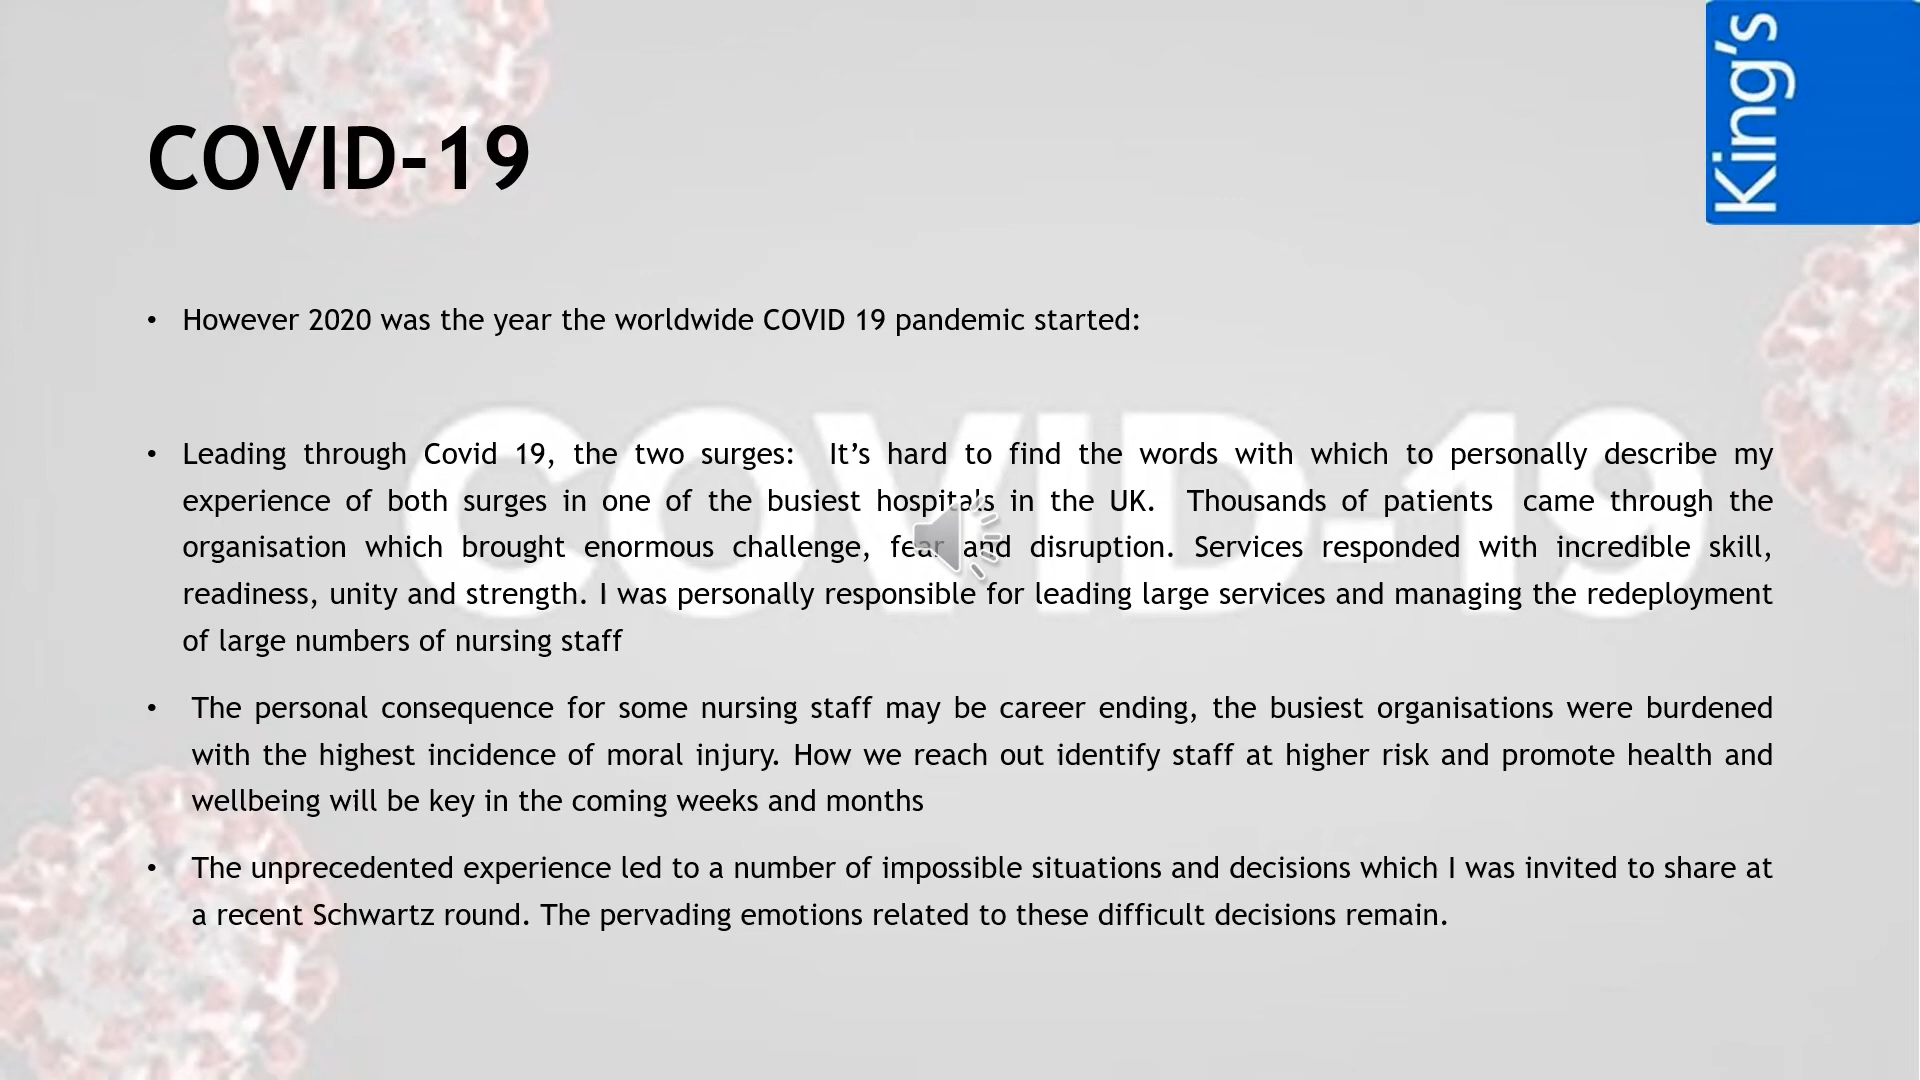 King's
COVID-19
• However 2020 was the year the worldwide COVID 19 pandemic started:
COVID-19
• Leading through Covid 19, the two surges:  It’s hard to find the words with which to personally describe my
experience of both surges in one of the busiest hospitals in the UK.  Thousands of patients  came through the
organisation which brought enormous challenge, fear and disruption. Services responded with incredible skill,
readiness, unity and strength. I was personally responsible for leading large services and managing the redeployment
of large numbers of nursing staff
• The personal consequence for some nursing staff may be career ending, the busiest organisations were burdened
with the highest incidence of moral injury. How we reach out identify staff at higher risk and promote health and
wellbeing will be key in the coming weeks and months
• The unprecedented experience led to a number of impossible situations and decisions which I was invited to share at
a recent Schwartz round. The pervading emotions related to these difficult decisions remain.